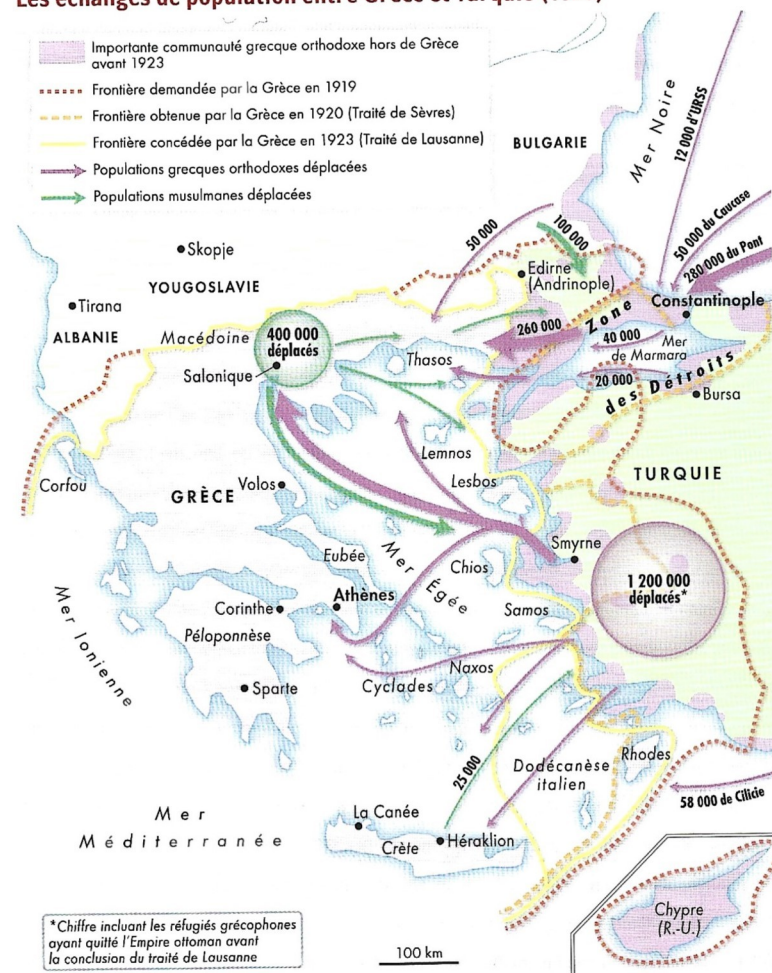 Les échanges de population entre Grèce et Turquie
Importante communauté grecque orthodoxe hors de Grèce
avant 1923
Frontière demandée par la Grèce en 1919
Frontière obtenue par la Grèce en 1920 (Traité de Sèvres)
Frontière concédée par la Grèce en 1923 (Traité de Lausanne)
Populations grecques orthodoxes déplacées
Populations musulmanes déplacées
BULGARIE
Mer Noire
12 000 d'URSS
50 000 du Caucase
280 000 du Pont
50 000
100 000
Skopje
YOUGOSLAVIE
Edirne
(Andrinople)
Constantinople
Tirana
ALBANIE
Macédoine
400 000
déplacés
Salonique
260 000
Zone
des Détroits
40 000
Mer
de Marmara
Thasos
20 000
Bursa
Lemnos
Corfou
GRÈCE
Volos
Lesbos
TURQUIE
Eubée
Mer Égée
Smyrne
Chios
1 200 000
déplacés*
Mer Ionienne
Corinthe
Athènes
Samos
Péloponnèse
Naxos
Sparte
Cyclades
25 000
Dodécanèse
italien
Rhodes
58 000 de Cilicie
Mer
Méditerranée
La Canée
Crète
Héraklion
Chypre
(R.-U.)
*Chiffre incluant les réfugiés grécophones
ayant quitté l'Empire ottoman avant
la conclusion du traité de Lausanne
100 km